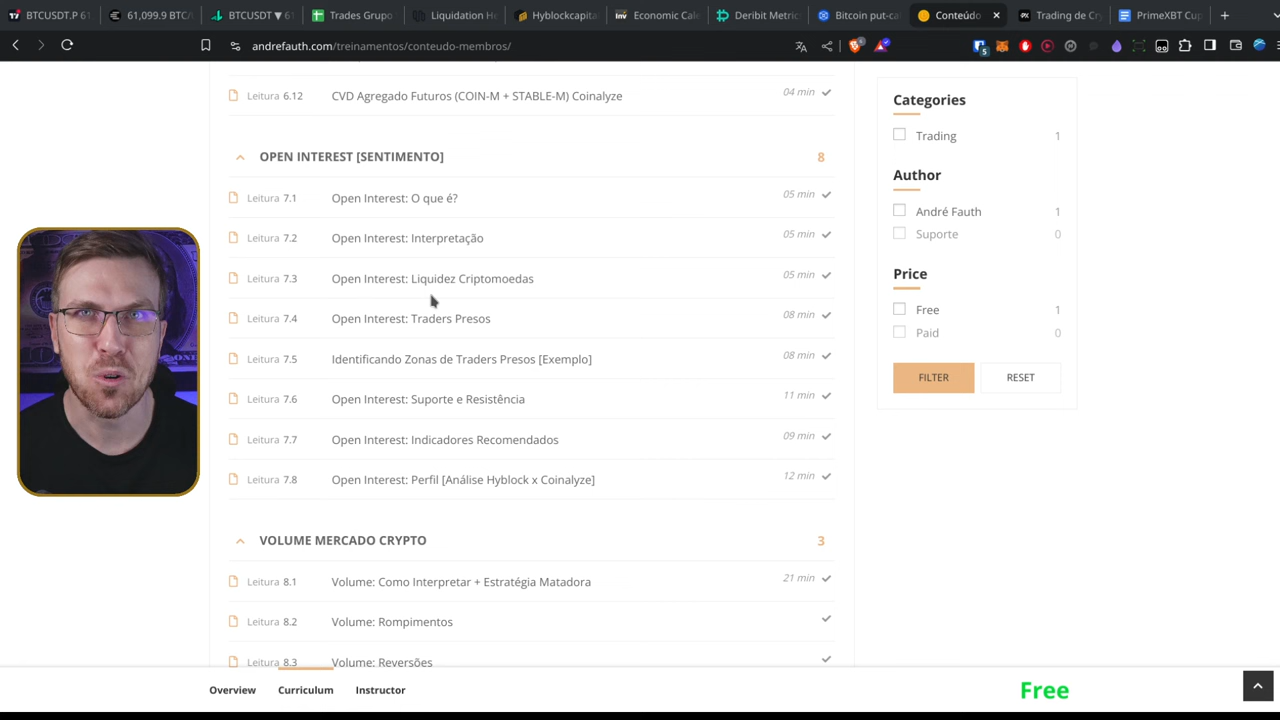 BTCUSDT.P 61
61,099.9 BTC/
BTCUSDT ▼ 61
Trades Grupo
Liquidation He
Hyblockcapita
Economic Cale
Deribit Metric
Bitcoin put-ca
Conteúdo
Trading de Cry
PrimeXBT Cup
andrefauth.com/treinamentos/conteudo-membros/
5
Leitura 6.12 CVD Agregado Futuros (COIN-M + STABLE-M) Coinalyze 04 min
OPEN INTEREST [SENTIMENTO] 8
Leitura 7.1 Open Interest: O que é? 05 min
Leitura 7.2 Open Interest: Interpretação 05 min
Leitura 7.3 Open Interest: Liquidez Criptomoedas 05 min
Leitura 7.4 Open Interest: Traders Presos 08 min
Leitura 7.5 Identificando Zonas de Traders Presos [Exemplo] 08 min
Leitura 7.6 Open Interest: Suporte e Resistência 11 min
Leitura 7.7 Open Interest: Indicadores Recomendados 09 min
Leitura 7.8 Open Interest: Perfil [Análise Hyblock x Coinalyze] 12 min
VOLUME MERCADO CRYPTO 3
Leitura 8.1 Volume: Como Interpretar + Estratégia Matadora 21 min
Leitura 8.2 Volume: Rompimentos
Leitura 8.3 Volume: Reversões
Categories
Trading 1
Author
André Fauth 1
Suporte 0
Price
Free 1
Paid 0
FILTER RESET
Overview Curriculum Instructor Free